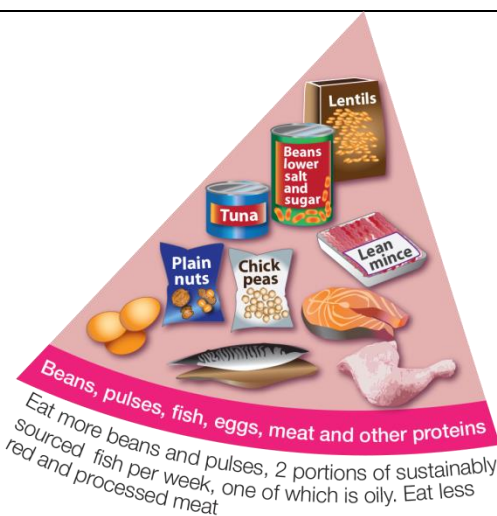 Lentils
Beans
lower
salt
and
sugar
Tuna
Lean
mince
Plain
nuts
Chick
peas
Beans, pulses, fish, eggs, meat and other proteins
Eat more beans and pulses, 2 portions of sustainably
sourced fish per week, one of which is oily. Eat less
red and processed meat